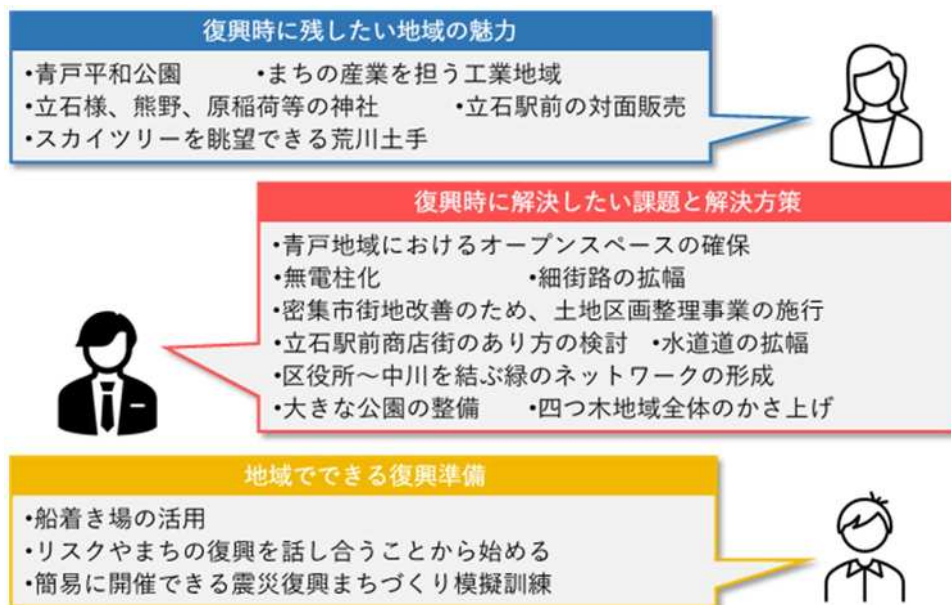 復興時に残したい地域の魅力
•青戸平和公園 •まちの産業を担う工業地域
•立石様、熊野、原稲荷等の神社 •立石駅前の対面販売
•スカイツリーを眺望できる荒川土手
復興時に解決したい課題と解決方策
•青戸地域におけるオープンスペースの確保
•無電柱化 •細街路の拡幅
•密集市街地改善のため、土地区画整理事業の施行
•立石駅前商店街のあり方の検討 •水道道の拡幅
•区役所～中川を結ぶ緑のネットワークの形成
•大きな公園の整備 •四つ木地域全体のかさ上げ
地域でできる復興準備
•船着き場の活用
•リスクやまちの復興を話し合うことから始める
•簡易に開催できる震災復興まちづくり模擬訓練